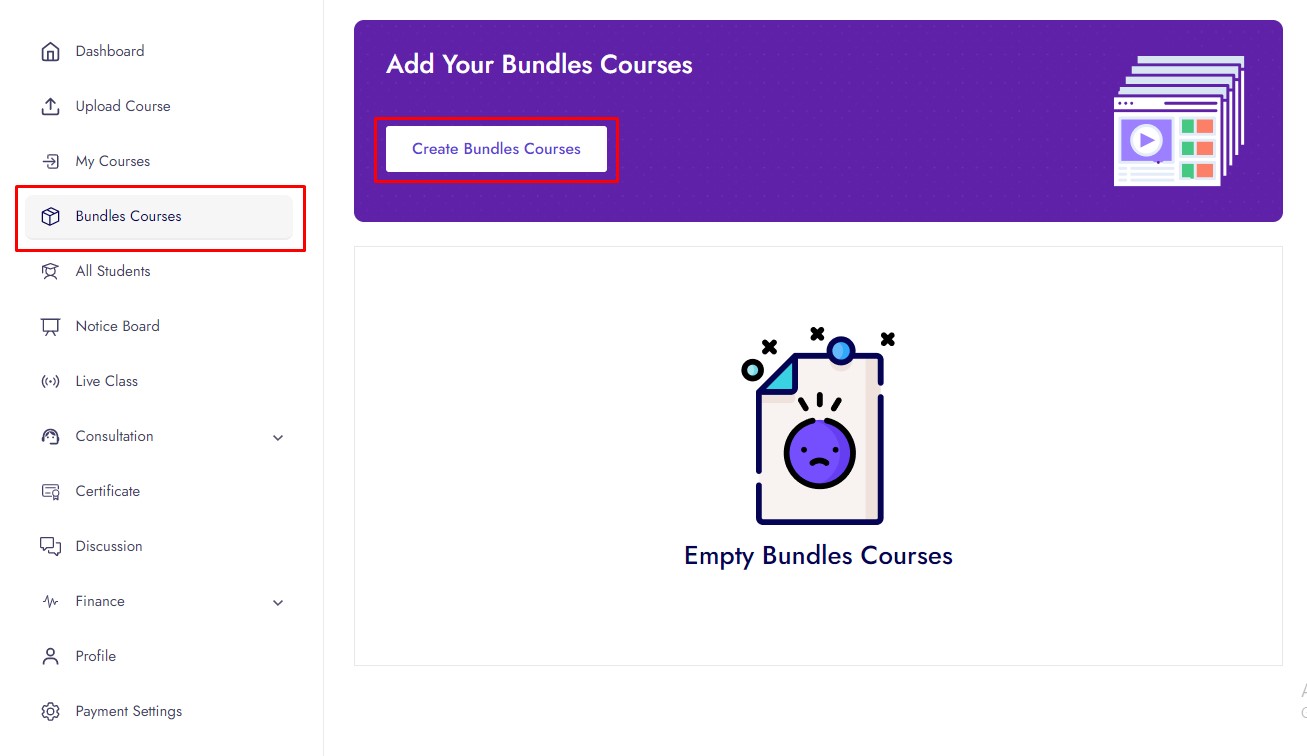 Dashboard
Upload Course
My Courses
Bundles Courses
All Students
Notice Board
Live Class
Consultation
Certificate
Discussion
Finance
Profile
Payment Settings
Add Your Bundles Courses
Create Bundles Courses
Empty Bundles Courses